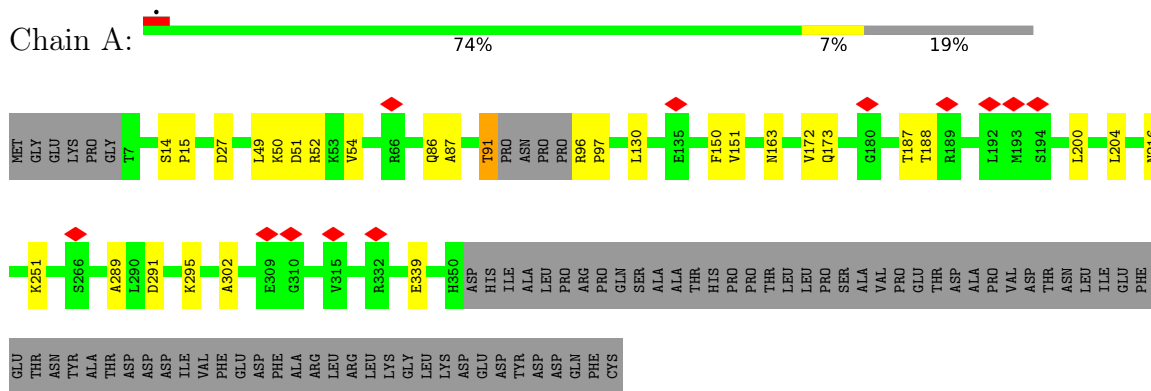 Chain A:
74% 7% 19%
MET GLY GLU LYS PRO GLY T7 S14 P15 D27 L49 K50 D51 R52 K53 V54 R66 Q86 A87 T91 PRO ASN PRO PRO R96 P97 L130 E135 F150 V151 N163 V172 Q173 G180 T187 T188 R189 L192 M193 S194 L200 L204
K251 S266 A289 L290 D291 K295 A302 E309 G310 V315 R332 E339 H350 ASP HIS ILE ALA LEU PRO ARG PRO GLN SER ALA ALA THR HIS PRO PRO THR LEU LEU PRO SER ALA VAL PRO GLU THR ASP ALA PRO VAL ASP THR ASN LEU ILE GLU PHE
GLU THR ASN TYR ALA THR ASP ASP ASP ILE VAL PHE GLU ASP PHE ALA ARG LEU ARG LEU LYS GLY LEU LYS ASP GLU ASP TYR ASP ASP GLN PHE CYS